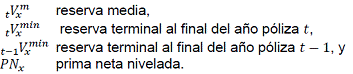 ₜVₓᵐ reserva media,
ₜVₓᵐⁱⁿ reserva terminal al final del año póliza t,
ₜ₋₁Vₓᵐⁱⁿ reserva terminal al final del año póliza t − 1, y
PNₓ prima neta nivelada.